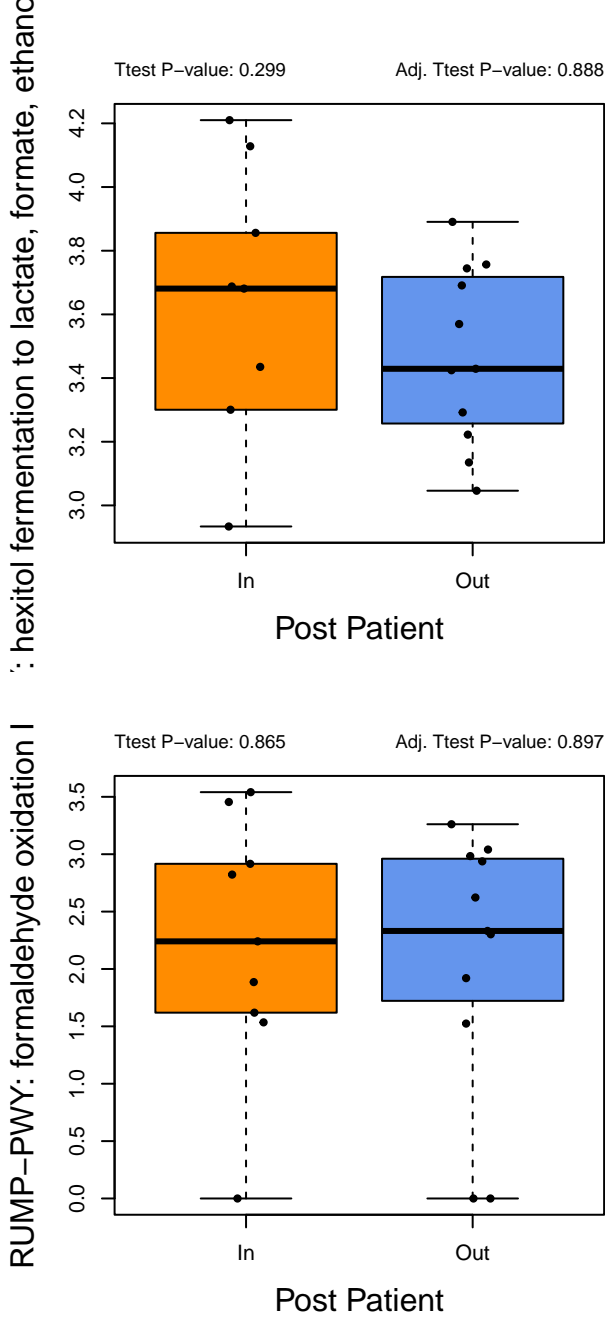 Ttest P−value: 0.299
Adj. Ttest P−value: 0.888
: hexitol fermentation to lactate, formate, ethanol
4.2
4.0
3.8
3.6
3.4
3.2
3.0
In
Out
Post Patient
Ttest P−value: 0.865
Adj. Ttest P−value: 0.897
RUMP−PWY: formaldehyde oxidation I
3.5
3.0
2.5
2.0
1.5
1.0
0.5
0.0
In
Out
Post Patient